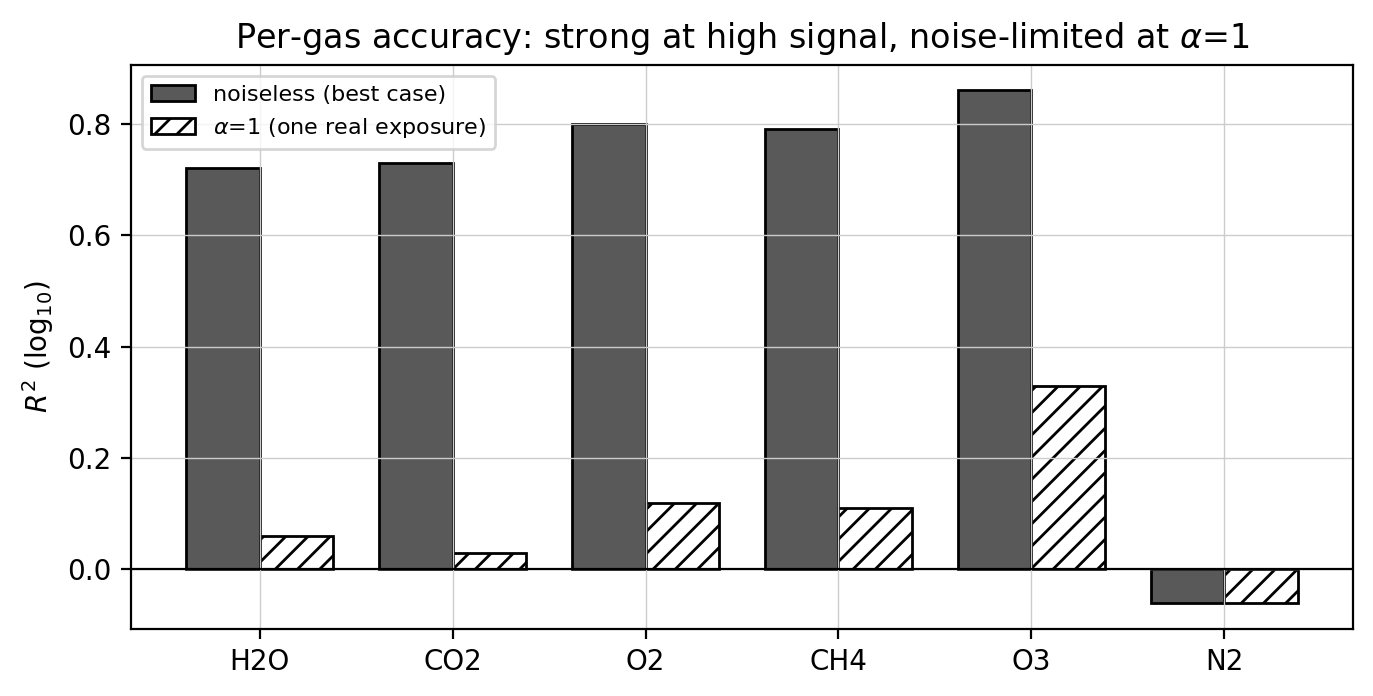 Per-gas accuracy: strong at high signal, noise-limited at α=1
noiseless (best case)
α=1 (one real exposure)
R² (log₁₀)
0.8
0.6
0.4
0.2
0.0
H2O CO2 O2 CH4 O3 N2